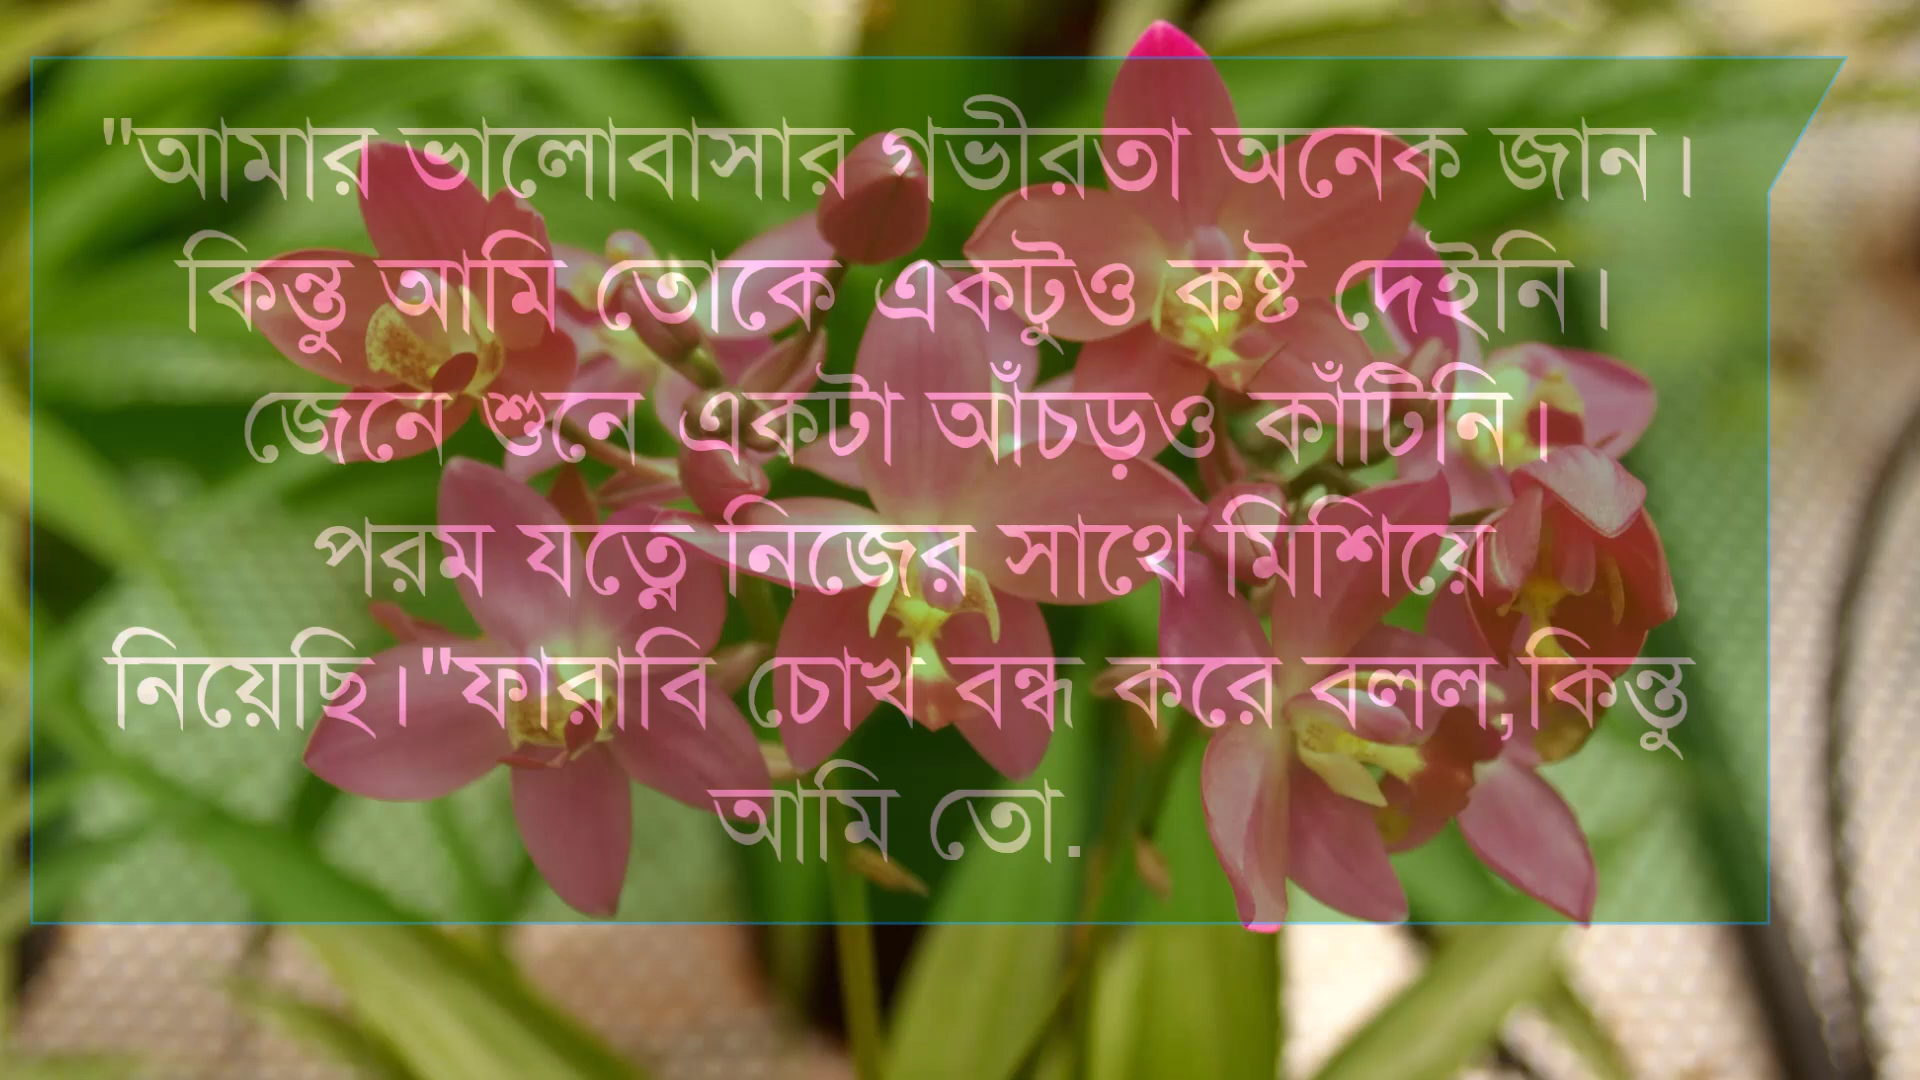 "আমার ভালোবাসার গভীরতা অনেক জান।
কিন্তু আমি তোকে একটুও কষ্ট দেইনি।
জেনে শুনে একটা আঁচড়ও কাঁটিনি।
পরম যত্নে নিজের সাথে মিশিয়ে
নিয়েছি।"ফারাবি চোখ বন্ধ করে বলল,কিন্তু
আমি তো.